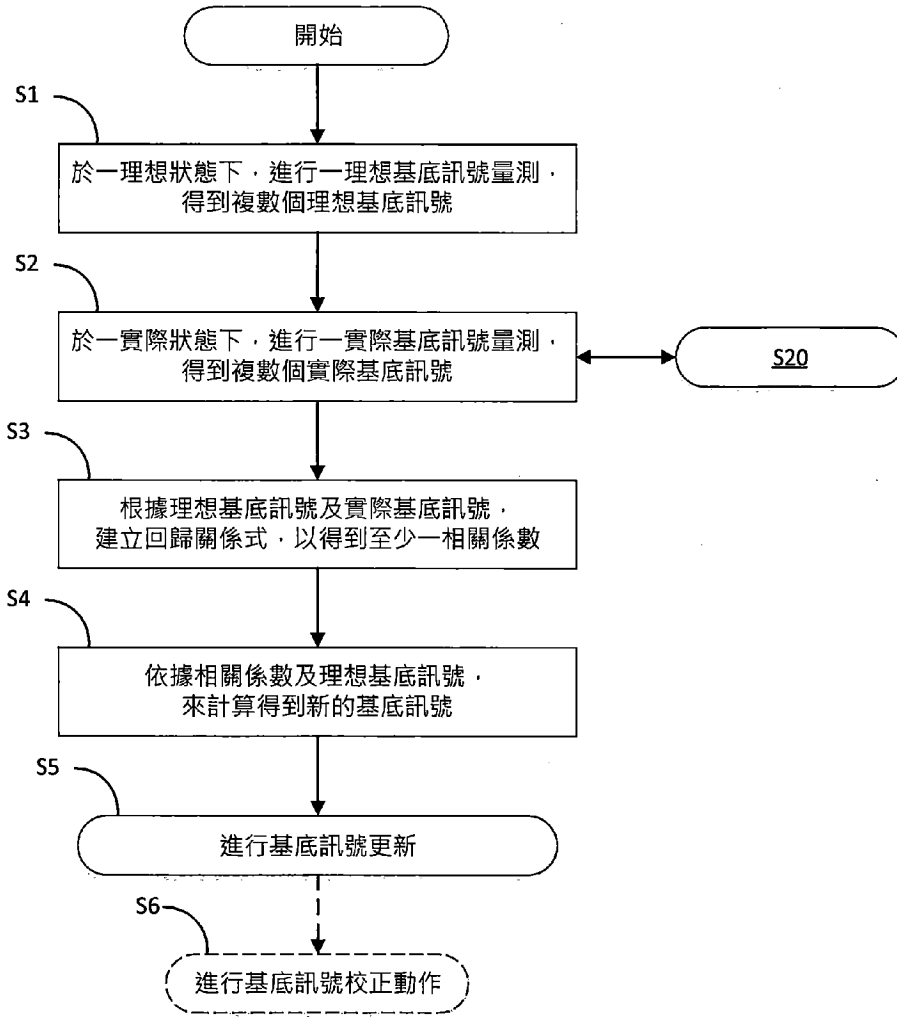 開始
S1
於一理想狀態下，進行一理想基底訊號量測，
得到複數個理想基底訊號
S2
於一實際狀態下，進行一實際基底訊號量測，
得到複數個實際基底訊號
S20
S3
根據理想基底訊號及實際基底訊號，
建立回歸關係式，以得到至少一相關係數
S4
依據相關係數及理想基底訊號，
來計算得到新的基底訊號
S5
進行基底訊號更新
S6
進行基底訊號校正動作